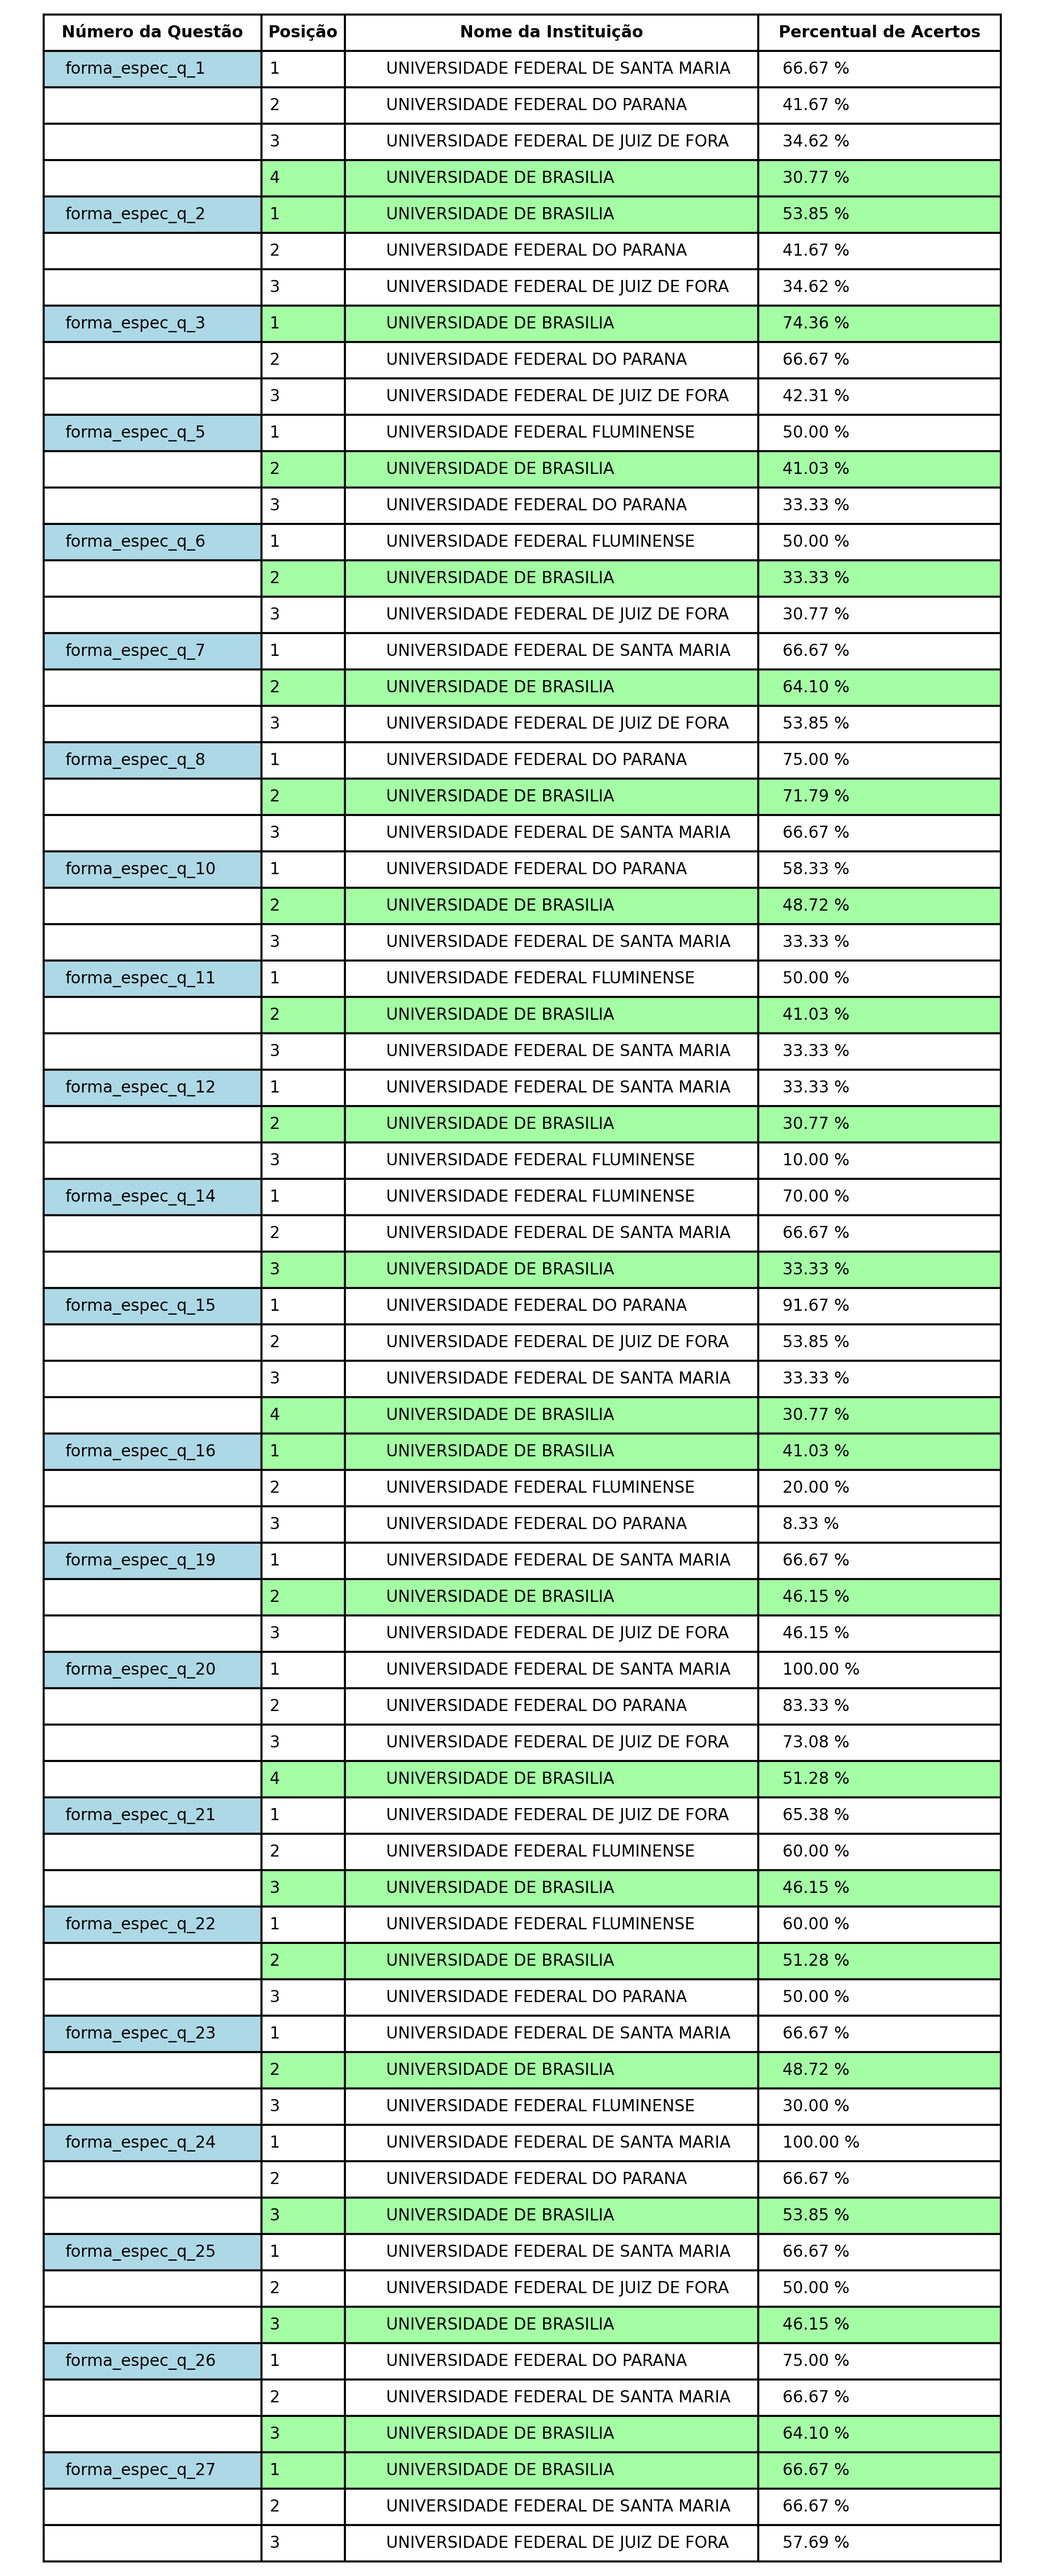 Número da Questão Posição Nome da Instituição Percentual de Acertos
forma_espec_q_1 1 UNIVERSIDADE FEDERAL DE SANTA MARIA 66.67 %
2 UNIVERSIDADE FEDERAL DO PARANA 41.67 %
3 UNIVERSIDADE FEDERAL DE JUIZ DE FORA 34.62 %
4 UNIVERSIDADE DE BRASILIA 30.77 %
forma_espec_q_2 1 UNIVERSIDADE DE BRASILIA 53.85 %
2 UNIVERSIDADE FEDERAL DO PARANA 41.67 %
3 UNIVERSIDADE FEDERAL DE JUIZ DE FORA 34.62 %
forma_espec_q_3 1 UNIVERSIDADE DE BRASILIA 74.36 %
2 UNIVERSIDADE FEDERAL DO PARANA 66.67 %
3 UNIVERSIDADE FEDERAL DE JUIZ DE FORA 42.31 %
forma_espec_q_5 1 UNIVERSIDADE FEDERAL FLUMINENSE 50.00 %
2 UNIVERSIDADE DE BRASILIA 41.03 %
3 UNIVERSIDADE FEDERAL DO PARANA 33.33 %
forma_espec_q_6 1 UNIVERSIDADE FEDERAL FLUMINENSE 50.00 %
2 UNIVERSIDADE DE BRASILIA 33.33 %
3 UNIVERSIDADE FEDERAL DE JUIZ DE FORA 30.77 %
forma_espec_q_7 1 UNIVERSIDADE FEDERAL DE SANTA MARIA 66.67 %
2 UNIVERSIDADE DE BRASILIA 64.10 %
3 UNIVERSIDADE FEDERAL DE JUIZ DE FORA 53.85 %
forma_espec_q_8 1 UNIVERSIDADE FEDERAL DO PARANA 75.00 %
2 UNIVERSIDADE DE BRASILIA 71.79 %
3 UNIVERSIDADE FEDERAL DE SANTA MARIA 66.67 %
forma_espec_q_10 1 UNIVERSIDADE FEDERAL DO PARANA 58.33 %
2 UNIVERSIDADE DE BRASILIA 48.72 %
3 UNIVERSIDADE FEDERAL DE SANTA MARIA 33.33 %
forma_espec_q_11 1 UNIVERSIDADE FEDERAL FLUMINENSE 50.00 %
2 UNIVERSIDADE DE BRASILIA 41.03 %
3 UNIVERSIDADE FEDERAL DE SANTA MARIA 33.33 %
forma_espec_q_12 1 UNIVERSIDADE FEDERAL DE SANTA MARIA 33.33 %
2 UNIVERSIDADE DE BRASILIA 30.77 %
3 UNIVERSIDADE FEDERAL FLUMINENSE 10.00 %
forma_espec_q_14 1 UNIVERSIDADE FEDERAL FLUMINENSE 70.00 %
2 UNIVERSIDADE FEDERAL DE SANTA MARIA 66.67 %
3 UNIVERSIDADE DE BRASILIA 33.33 %
forma_espec_q_15 1 UNIVERSIDADE FEDERAL DO PARANA 91.67 %
2 UNIVERSIDADE FEDERAL DE JUIZ DE FORA 53.85 %
3 UNIVERSIDADE FEDERAL DE SANTA MARIA 33.33 %
4 UNIVERSIDADE DE BRASILIA 30.77 %
forma_espec_q_16 1 UNIVERSIDADE DE BRASILIA 41.03 %
2 UNIVERSIDADE FEDERAL FLUMINENSE 20.00 %
3 UNIVERSIDADE FEDERAL DO PARANA 8.33 %
forma_espec_q_19 1 UNIVERSIDADE FEDERAL DE SANTA MARIA 66.67 %
2 UNIVERSIDADE DE BRASILIA 46.15 %
3 UNIVERSIDADE FEDERAL DE JUIZ DE FORA 46.15 %
forma_espec_q_20 1 UNIVERSIDADE FEDERAL DE SANTA MARIA 100.00 %
2 UNIVERSIDADE FEDERAL DO PARANA 83.33 %
3 UNIVERSIDADE FEDERAL DE JUIZ DE FORA 73.08 %
4 UNIVERSIDADE DE BRASILIA 51.28 %
forma_espec_q_21 1 UNIVERSIDADE FEDERAL DE JUIZ DE FORA 65.38 %
2 UNIVERSIDADE FEDERAL FLUMINENSE 60.00 %
3 UNIVERSIDADE DE BRASILIA 46.15 %
forma_espec_q_22 1 UNIVERSIDADE FEDERAL FLUMINENSE 60.00 %
2 UNIVERSIDADE DE BRASILIA 51.28 %
3 UNIVERSIDADE FEDERAL DO PARANA 50.00 %
forma_espec_q_23 1 UNIVERSIDADE FEDERAL DE SANTA MARIA 66.67 %
2 UNIVERSIDADE DE BRASILIA 48.72 %
3 UNIVERSIDADE FEDERAL FLUMINENSE 30.00 %
forma_espec_q_24 1 UNIVERSIDADE FEDERAL DE SANTA MARIA 100.00 %
2 UNIVERSIDADE FEDERAL DO PARANA 66.67 %
3 UNIVERSIDADE DE BRASILIA 53.85 %
forma_espec_q_25 1 UNIVERSIDADE FEDERAL DE SANTA MARIA 66.67 %
2 UNIVERSIDADE FEDERAL DE JUIZ DE FORA 50.00 %
3 UNIVERSIDADE DE BRASILIA 46.15 %
forma_espec_q_26 1 UNIVERSIDADE FEDERAL DO PARANA 75.00 %
2 UNIVERSIDADE FEDERAL DE SANTA MARIA 66.67 %
3 UNIVERSIDADE DE BRASILIA 64.10 %
forma_espec_q_27 1 UNIVERSIDADE DE BRASILIA 66.67 %
2 UNIVERSIDADE FEDERAL DE SANTA MARIA 66.67 %
3 UNIVERSIDADE FEDERAL DE JUIZ DE FORA 57.69 %